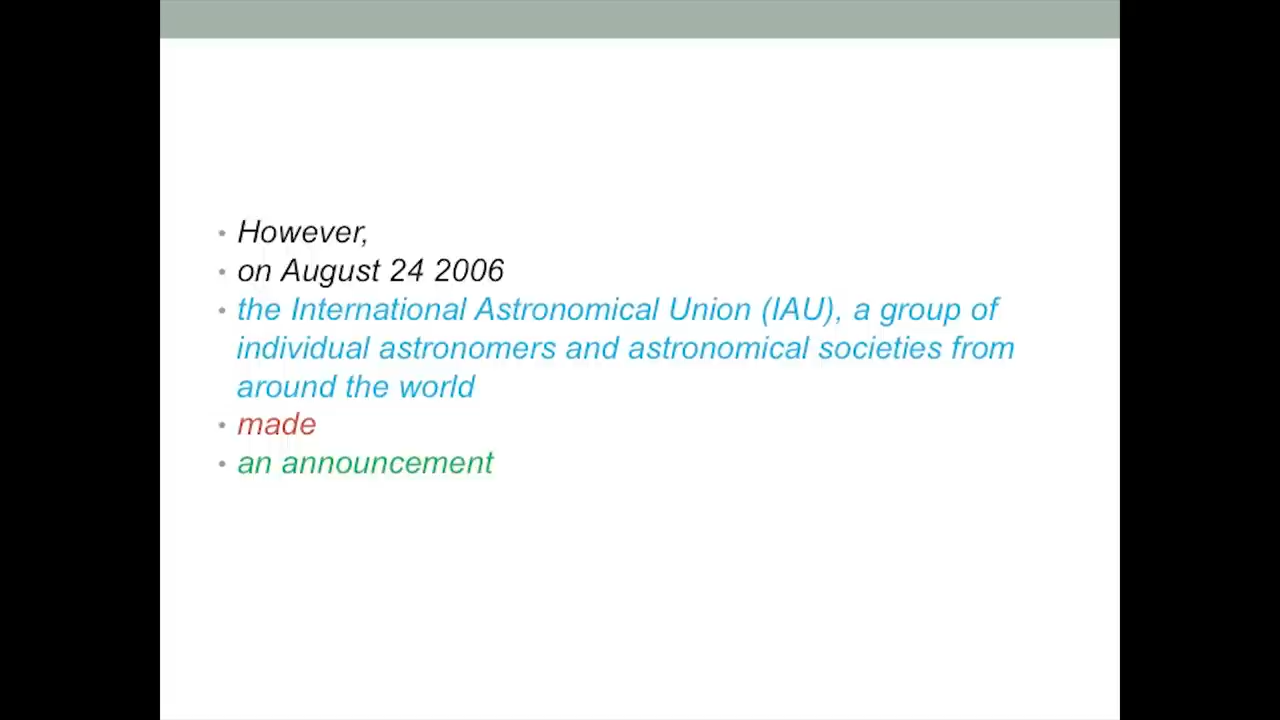 • However,
• on August 24 2006
• the International Astronomical Union (IAU), a group of
individual astronomers and astronomical societies from
around the world
• made
• an announcement